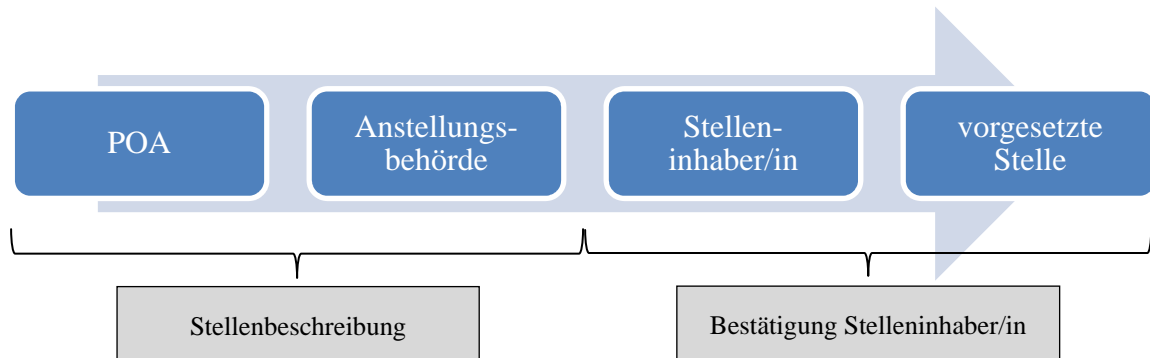 POA
Anstellungs-
behörde
Stellen-
inhaber/in
vorgesetzte
Stelle
Stellenbeschreibung
Bestätigung Stelleninhaber/in